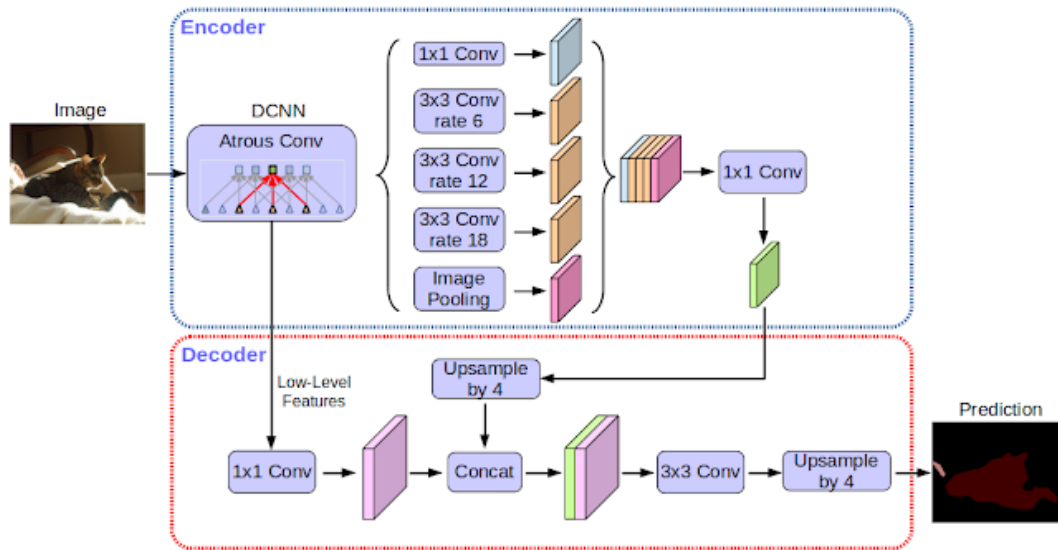 Encoder
Image
DCNN
Atrous Conv
1x1 Conv
3x3 Conv
rate 6
3x3 Conv
rate 12
3x3 Conv
rate 18
Image
Pooling
1x1 Conv
Decoder
Low-Level
Features
Upsample
by 4
1x1 Conv
Concat
3x3 Conv
Upsample
by 4
Prediction